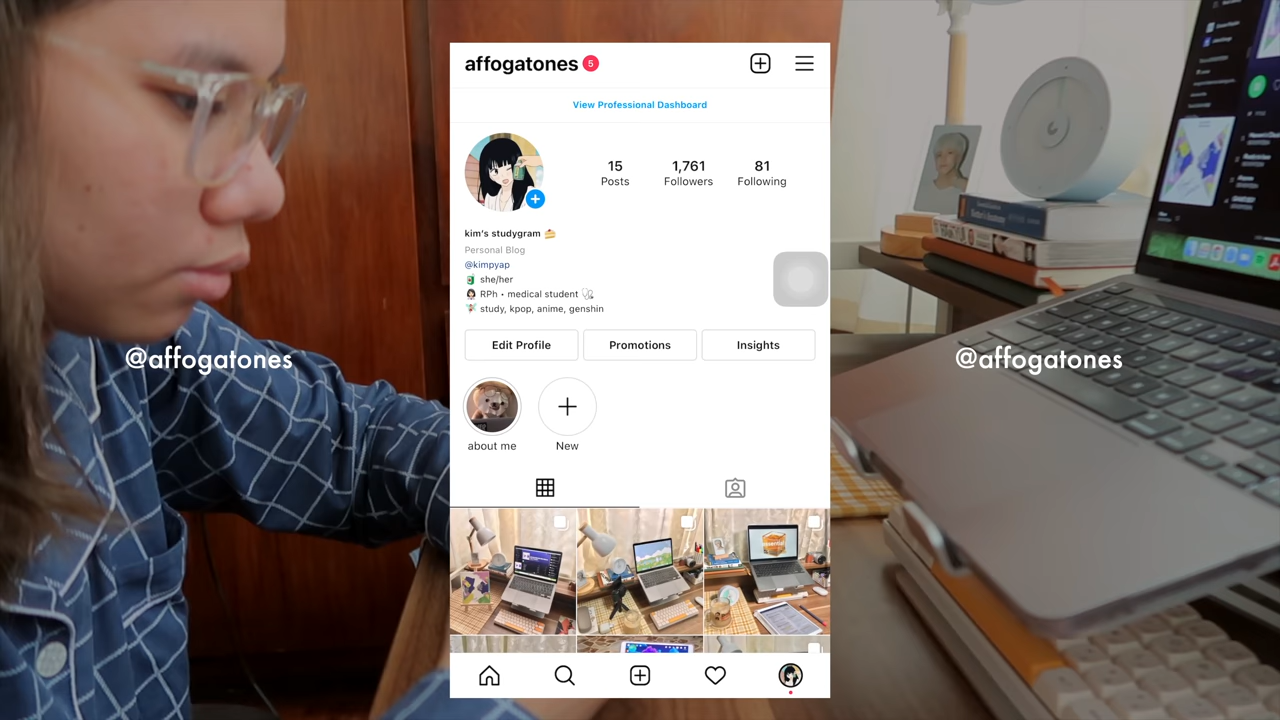 affogatones 5
View Professional Dashboard
15
Posts
1,761
Followers
81
Following
kim's studygram 🍰
Personal Blog
@kimpyap
she/her
RPh • medical student 🩺
study, kpop, anime, genshin
Edit Profile
Promotions
Insights
about me
New
@affogatones
@affogatones
essential